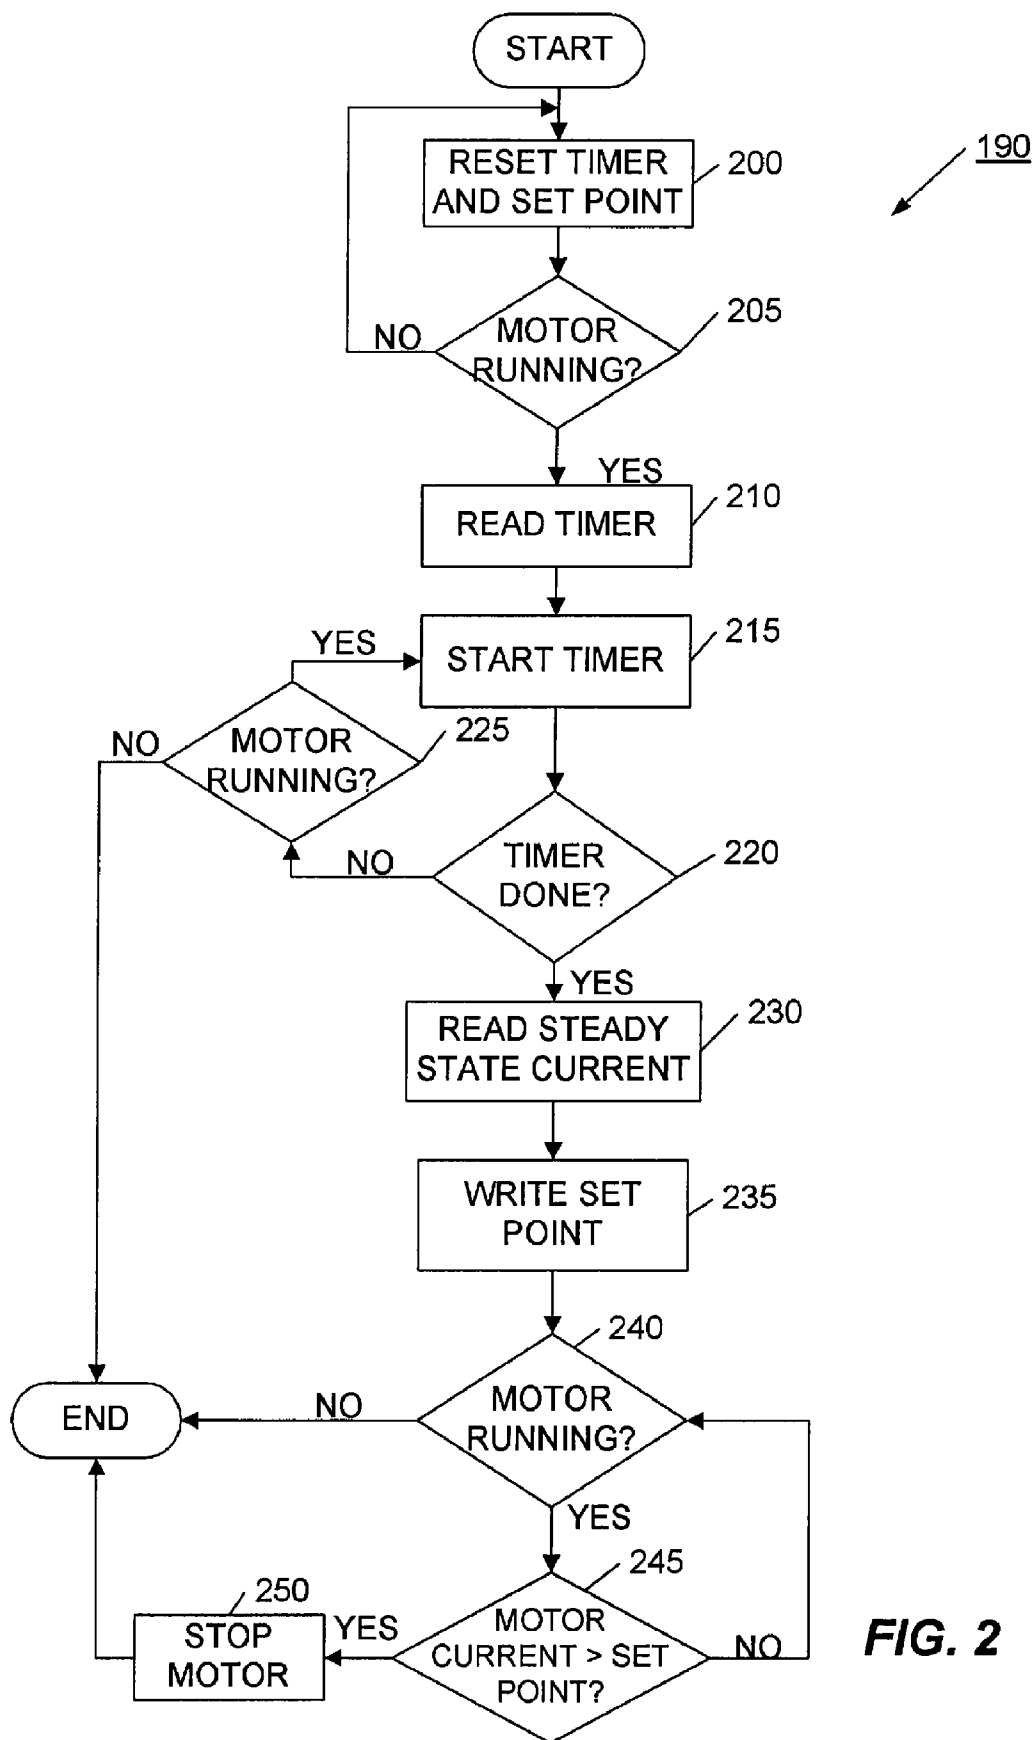 START
190
RESET TIMER
AND SET POINT
200
MOTOR
RUNNING?
205
NO
YES
READ TIMER
210
START TIMER
215
YES
MOTOR
RUNNING?
225
NO
TIMER
DONE?
220
NO
YES
READ STEADY
STATE CURRENT
230
WRITE SET
POINT
235
240
MOTOR
RUNNING?
NO
END
YES
245
MOTOR
CURRENT > SET
POINT?
YES
NO
250
STOP
MOTOR
FIG. 2